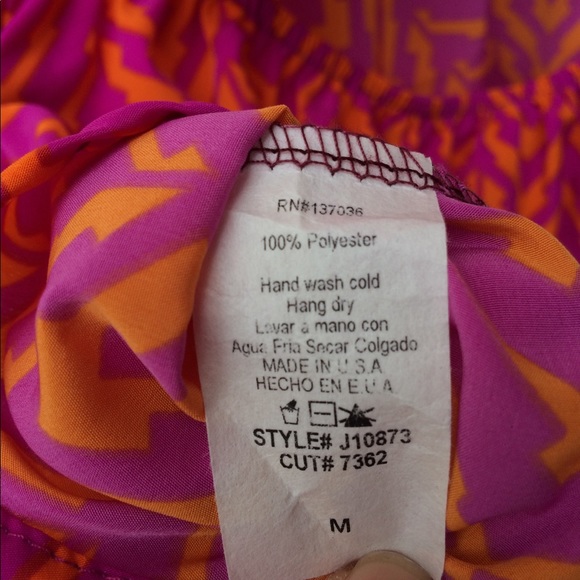 RN#137036
100% Polyester
Hand wash cold
Hang dry
Lavar a mano con
Agua Fria Secar Colgado
MADE IN U.S.A
HECHO EN E.U.A
STYLE# J10873
CUT# 7362
M